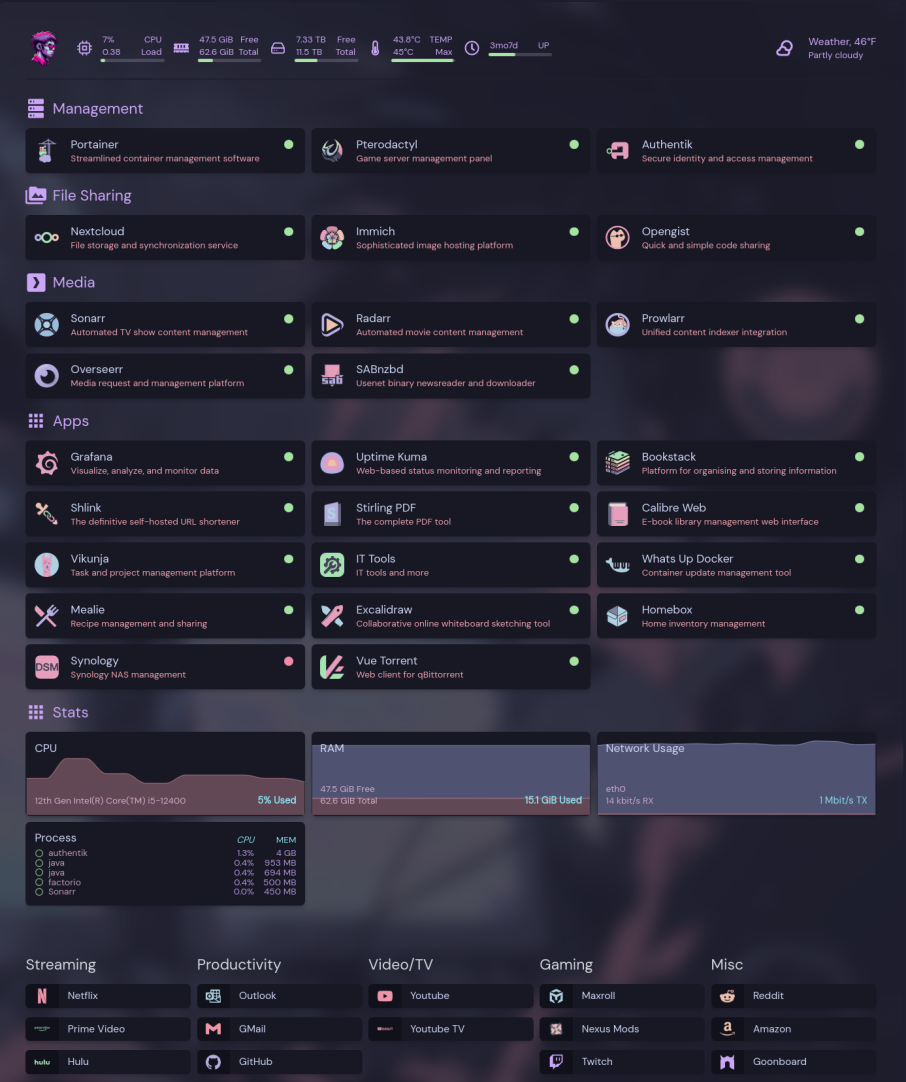 7% CPU
0.38 Load
47.5 GiB Free
62.6 GiB Total
7.33 TB Free
11.5 TB Total
43.8°C TEMP
45°C Max
3mo7d UP
Weather, 46°F
Partly cloudy
Management
Portainer
Streamlined container management software
Pterodactyl
Game server management panel
Authentik
Secure identity and access management
File Sharing
Nextcloud
File storage and synchronization service
Immich
Sophisticated image hosting platform
Opengist
Quick and simple code sharing
Media
Sonarr
Automated TV show content management
Radarr
Automated movie content management
Prowlarr
Unified content indexer integration
Overseerr
Media request and management platform
sab
SABnzbd
Usenet binary newsreader and downloader
Apps
Grafana
Visualize, analyze, and monitor data
Uptime Kuma
Web-based status monitoring and reporting
Bookstack
Platform for organising and storing information
Shlink
The definitive self-hosted URL shortener
S
Stirling PDF
The complete PDF tool
Calibre Web
E-book library management web interface
Vikunja
Task and project management platform
IT Tools
IT tools and more
Whats Up Docker
Container update management tool
Mealie
Recipe management and sharing
Excalidraw
Collaborative online whiteboard sketching tool
Homebox
Home inventory management
DSM
Synology
Synology NAS management
Vue Torrent
Web client for qBittorrent
Stats
CPU
12th Gen Intel(R) Core(TM) i5-12400 5% Used
RAM
47.5 GiB Free
62.6 GiB Total 15.1 GiB Used
Network Usage
eth0
14 kbit/s RX 1 Mbit/s TX
Process CPU MEM
authentik 1.3% 4 GB
java 0.4% 953 MB
java 0.4% 694 MB
factorio 0.4% 500 MB
Sonarr 0.0% 450 MB
Streaming
N Netflix
Prime Video
hulu Hulu
Productivity
Outlook
GMail
GitHub
Video/TV
Youtube
Youtube TV
Gaming
Maxroll
Nexus Mods
Twitch
Misc
Reddit
a Amazon
Goonboard